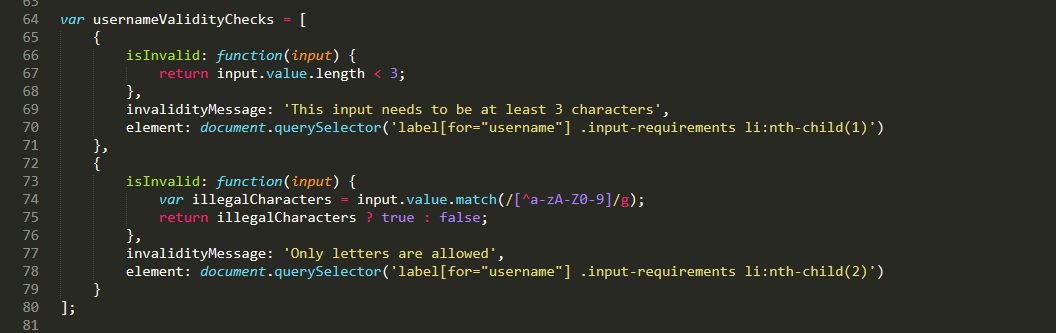 63
64 var usernameValidityChecks = [
65 {
66 isInvalid: function(input) {
67 return input.value.length < 3;
68 },
69 invalidityMessage: 'This input needs to be at least 3 characters',
70 element: document.querySelector('label[for="username"] .input-requirements li:nth-child(1)')
71 },
72 {
73 isInvalid: function(input) {
74 var illegalCharacters = input.value.match(/[^a-zA-Z0-9]/g);
75 return illegalCharacters ? true : false;
76 },
77 invalidityMessage: 'Only letters are allowed',
78 element: document.querySelector('label[for="username"] .input-requirements li:nth-child(2)')
79 }
80 ];
81